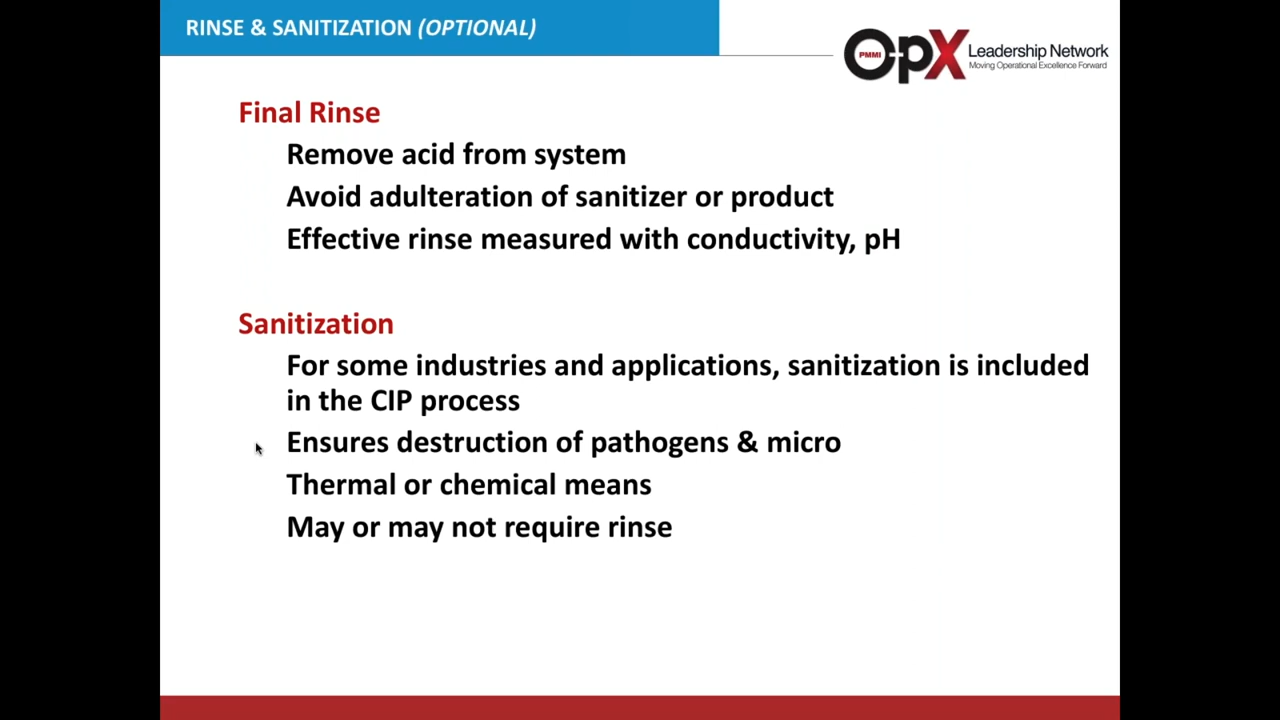 RINSE & SANITIZATION (OPTIONAL)
OpX
PMMI
Leadership Network
Moving Operational Excellence Forward
Final Rinse
Remove acid from system
Avoid adulteration of sanitizer or product
Effective rinse measured with conductivity, pH
Sanitization
For some industries and applications, sanitization is included
in the CIP process
Ensures destruction of pathogens & micro
Thermal or chemical means
May or may not require rinse